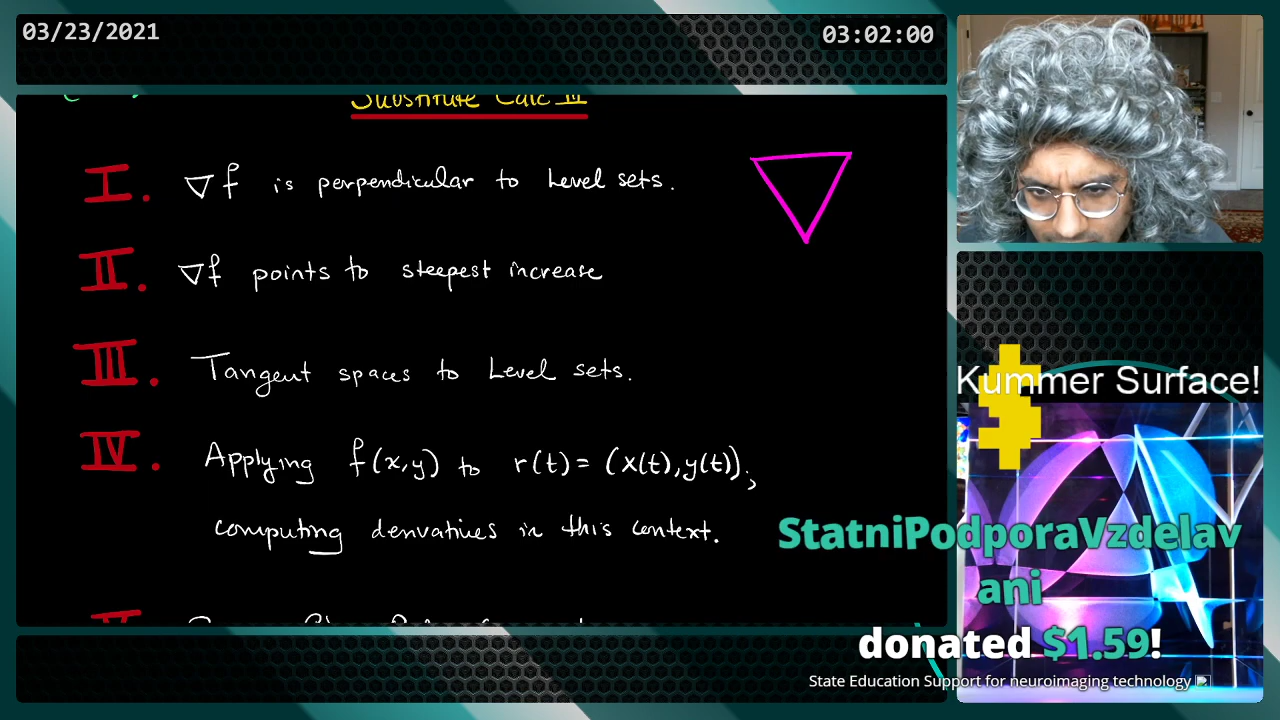 03/23/2021
03:02:00
Substitute Calc III
I. ∇f is perpendicular to Level sets.
II. ∇f points to steepest increase
III. Tangent spaces to Level sets.
IV. Applying f(x,y) to r(t) = (x(t), y(t));
computing derivatives in this context.
Kummer Surface!
$
StatniPodporaVzdelav
ani
donated $1.59!
State Education Support for neuroimaging technology